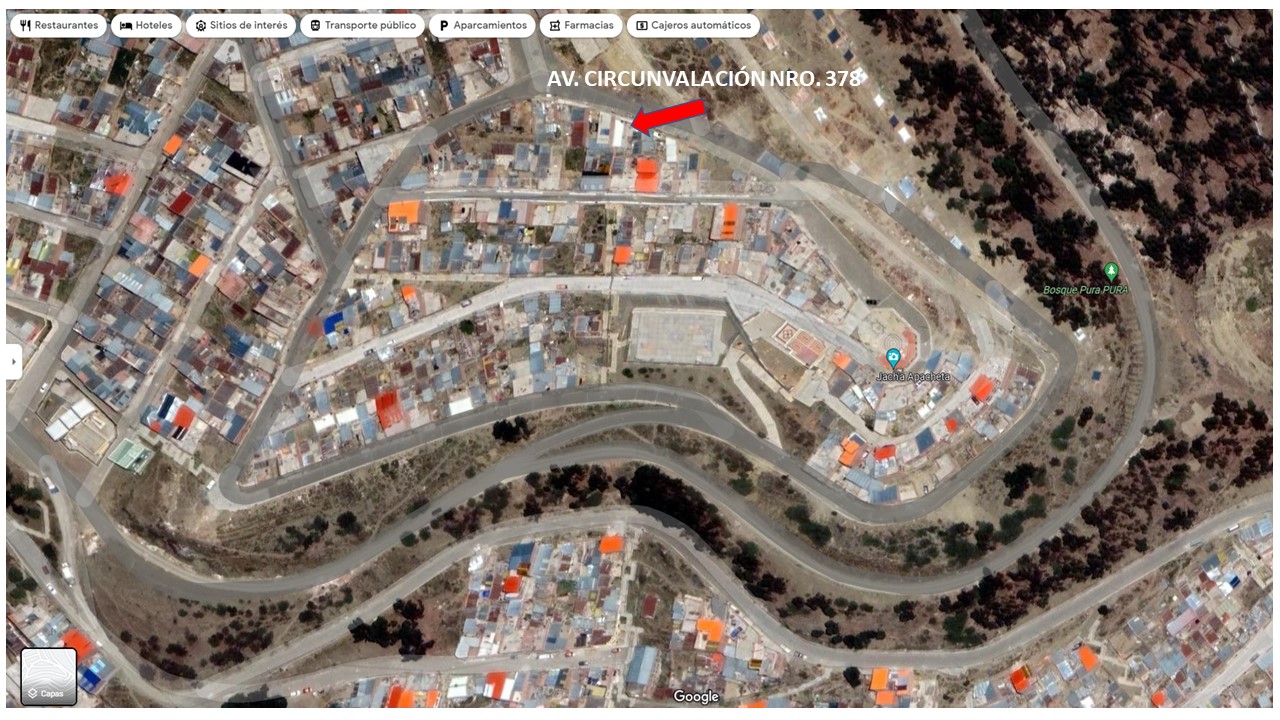 Restaurantes
Hoteles
Sitios de interés
Transporte público
Aparcamientos
Farmacias
Cajeros automáticos
AV. CIRCUNVALACIÓN NRO. 378
Bosque Pura PURA
Jach'a Apacheta
Capas
Google